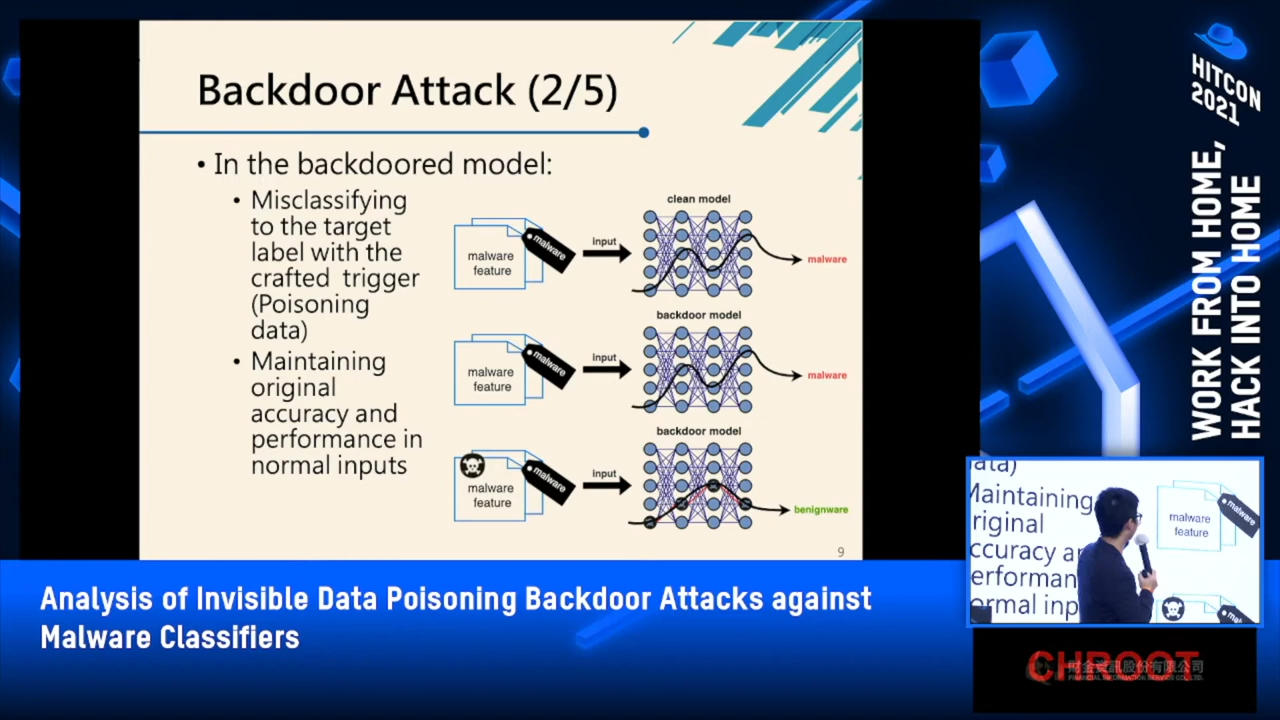 Backdoor Attack (2/5)
• In the backdoored model:
• Misclassifying
to the target
label with the
crafted trigger
(Poisoning
data)
• Maintaining
original
accuracy and
performance in
normal inputs
clean model
malware
feature
malware
input
malware
backdoor model
malware
feature
malware
input
malware
backdoor model
malware
feature
malware
input
benignware
9
HITCON
2021
WORK FROM HOME,
HACK INTO HOME
ata)
Maintaining
riginal
ccuracy a
erforman
ormal inp
malware
feature
malware
Analysis of Invisible Data Poisoning Backdoor Attacks against
Malware Classifiers
CHROOT